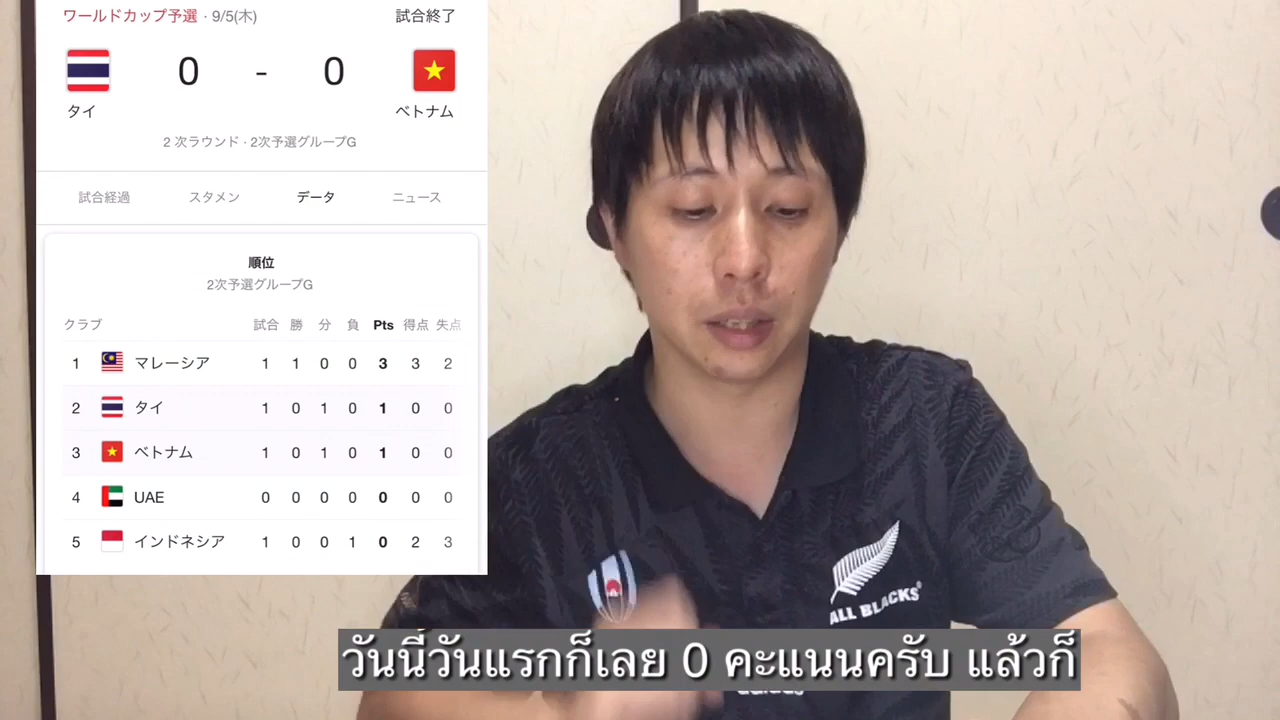 ワールドカップ予選 · 9/5(木) 試合終了
0 - 0
タイ ベトナム
2 次ラウンド · 2次予選グループG
試合経過 スタメン データ ニュース
順位
2次予選グループG
クラブ 試合 勝 分 負 Pts 得点 失点
1 マレーシア 1 1 0 0 3 3 2
2 タイ 1 0 1 0 1 0 0
3 ベトナム 1 0 1 0 1 0 0
4 UAE 0 0 0 0 0 0 0
5 インドネシア 1 0 0 1 0 2 3
ALL BLACKS®
วันนี้วันแรกก็เลย 0 คะแนนครับ แล้วก็